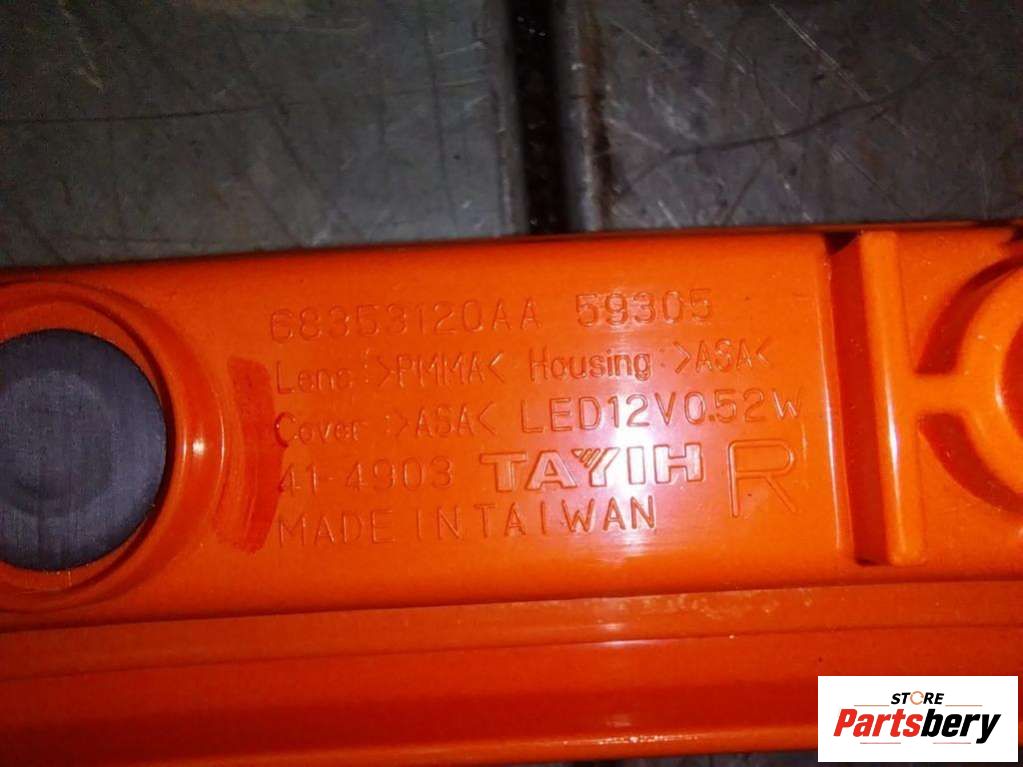 68353120AA 59305
Lens >PMMA< Housing >ASA<
Cover >ASA< LED12V0.52W
41-4903 TAYIH R
MADE IN TAIWAN
STORE
Partsbery